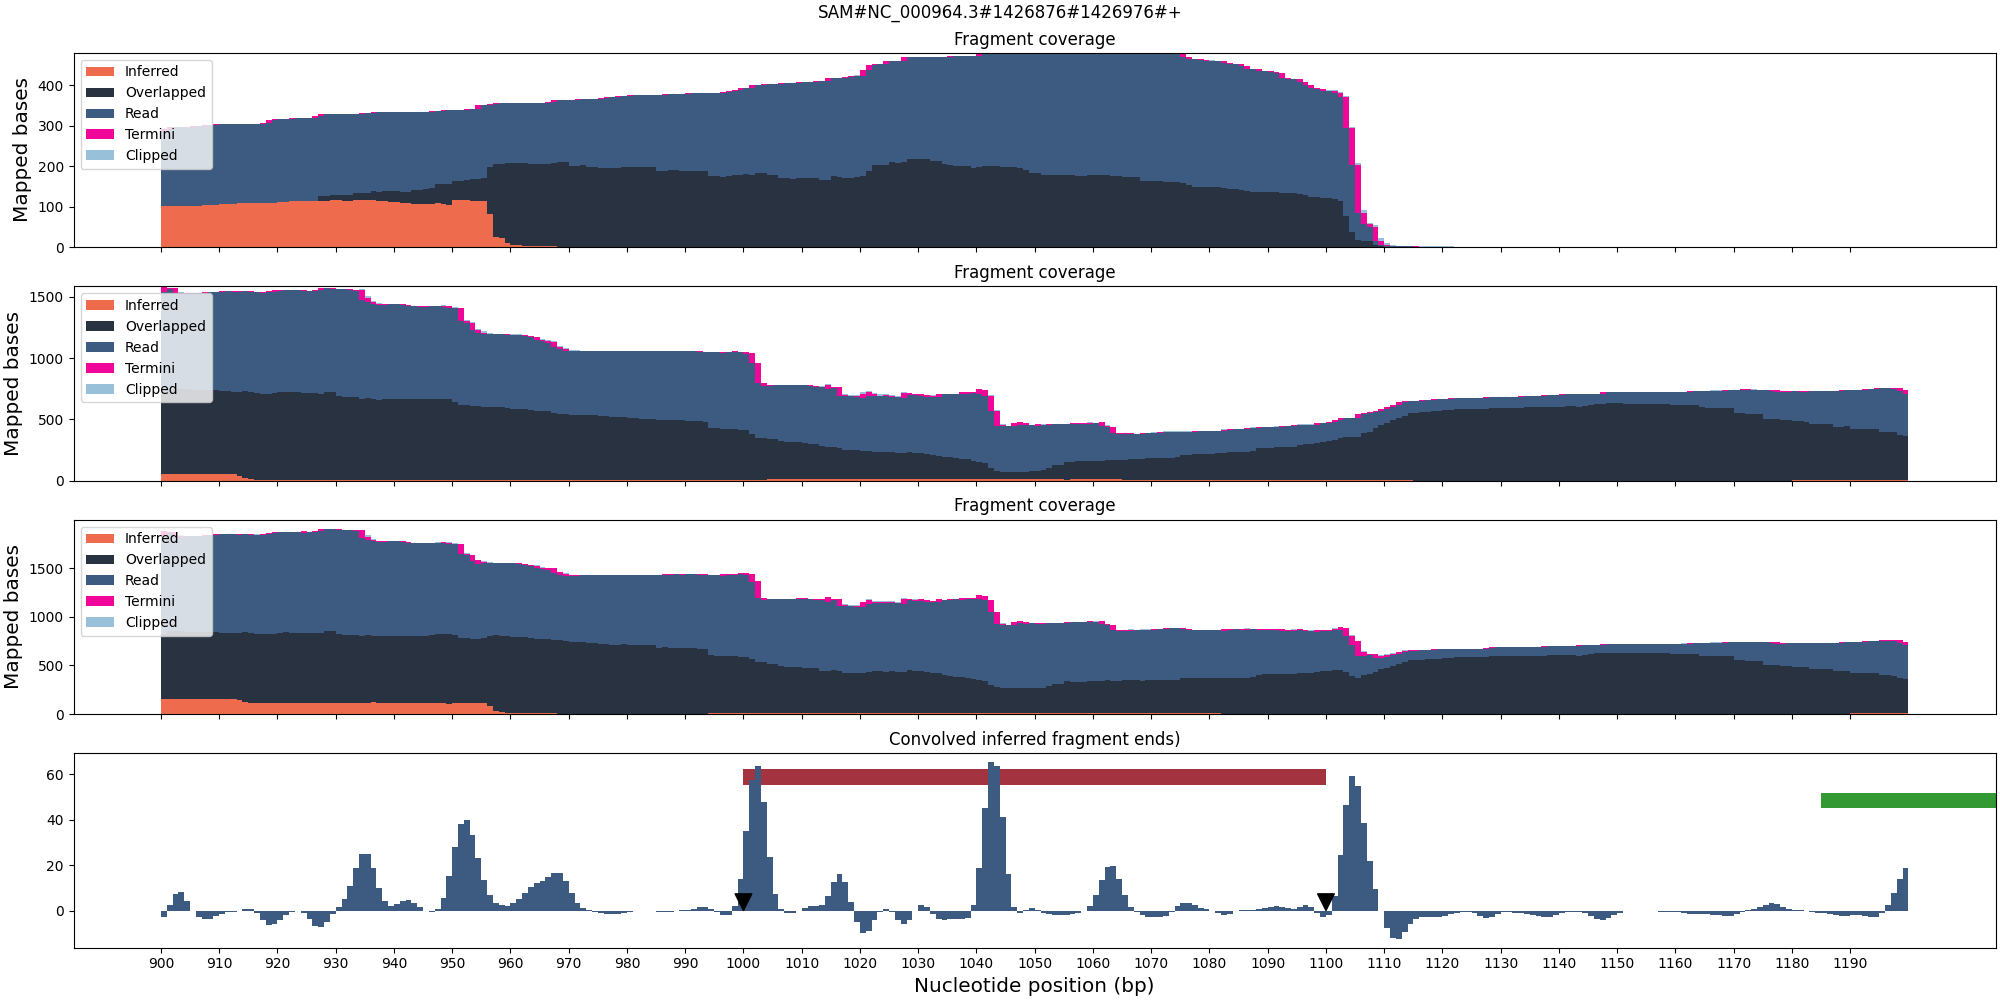 SAM#NC_000964.3#1426876#1426976#+
Fragment coverage
Mapped bases
400
300
200
100
0
Inferred
Overlapped
Read
Termini
Clipped
Fragment coverage
Mapped bases
1500
1000
500
0
Inferred
Overlapped
Read
Termini
Clipped
Fragment coverage
Mapped bases
1500
1000
500
0
Inferred
Overlapped
Read
Termini
Clipped
Convolved inferred fragment ends)
60
40
20
0
900 910 920 930 940 950 960 970 980 990 1000 1010 1020 1030 1040 1050 1060 1070 1080 1090 1100 1110 1120 1130 1140 1150 1160 1170 1180 1190
Nucleotide position (bp)